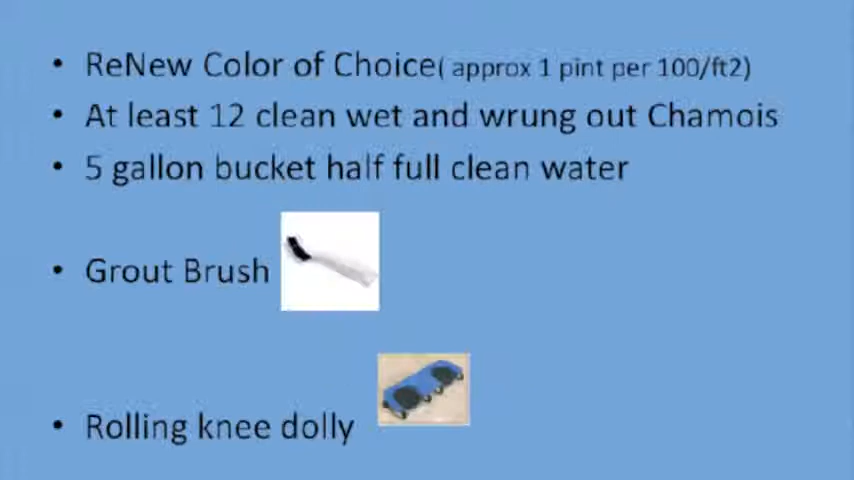 • ReNew Color of Choice( approx 1 pint per 100/ft2)
• At least 12 clean wet and wrung out Chamois
• 5 gallon bucket half full clean water
• Grout Brush
• Rolling knee dolly